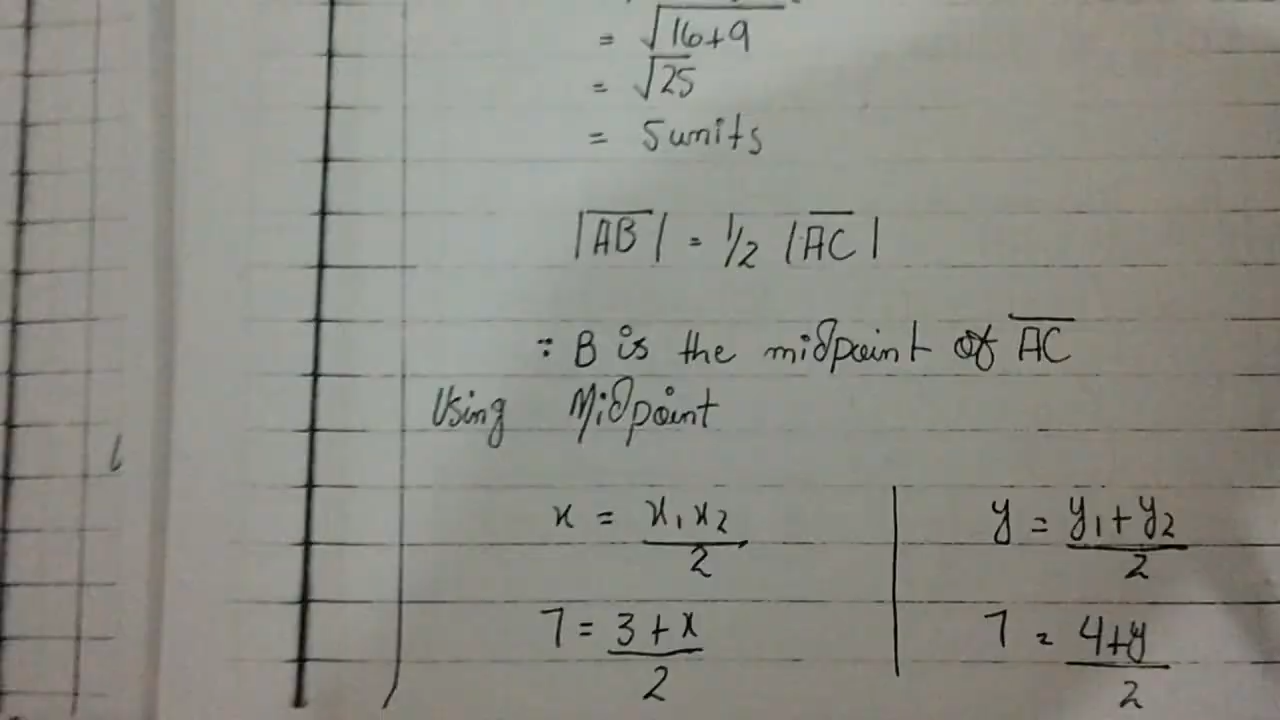 = √16+9
= √25
= 5units
|AB| = 1/2 |AC|
∵ B is the midpoint of AC
Using Midpoint
x = x₁x₂/2 y = y₁+y₂/2
7 = 3+x/2 7 = 4+y/2